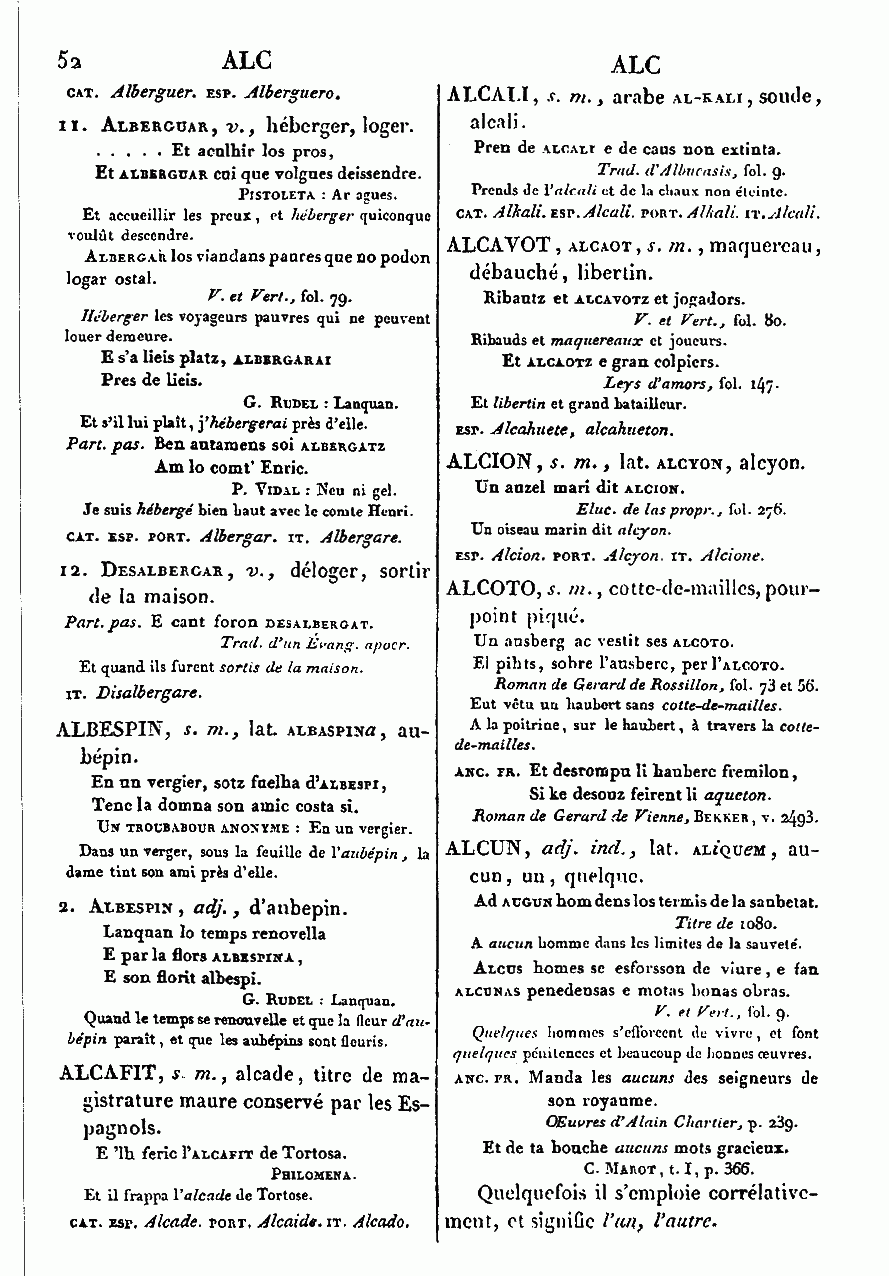 52 ALC
CAT. Alberguer. ESP. Alberguero.
11. ALBERGUAR, v., héberger, loger.
. . . . . Et aculhir los pros,
Et ALBERGUAR cui que volgues deissendre.
PISTOLETA : Ar agues.
Et accueillir les preux, et héberger quiconque
voulût descendre.
ALBERGAR los viandans paures que no podon
logar ostal.
V. et Vert., fol. 79.
Héberger les voyageurs pauvres qui ne peuvent
louer demeure.
E s'a lieis platz, ALBERGARAI
Pres de lieis.
G. RUDEL : Lanquan.
Et s'il lui plaît, j'hébergerai près d'elle.
Part. pas. Ben autamens soi ALBERGATZ
Am lo comt' Enric.
P. VIDAL : Neu ni gel.
Je suis hébergé bien haut avec le comte Henri.
CAT. ESP. PORT. Albergar. IT. Albergare.
12. DESALBERGAR, v., déloger, sortir
de la maison.
Part. pas. E cant foron DESALBERGAT.
Trad. d'un Évang. apocr.
Et quand ils furent sortis de la maison.
IT. Disalbergare.
ALBESPIN, s. m., lat. ALBASPINa, au-
bépin.
En un vergier, sotz fuelha d'ALBESPI,
Tenc la domna son amic costa si.
UN TROUBADOUR ANONYME : En un vergier.
Dans un verger, sous la feuille de l'aubépin, la
dame tint son ami près d'elle.
2. ALBESPIN, adj., d'aubepin.
Lanquan lo temps renovella
E par la flors ALBESPINA,
E son florit albespi.
G. RUDEL : Lanquan.
Quand le temps se renouvelle et que la fleur d'au-
bépin paraît, et que les aubépins sont fleuris.
ALCAFIT, s. m., alcade, titre de ma-
gistrature maure conservé par les Es-
pagnols.
E 'lh feric l'ALCAFIT de Tortosa.
PHILOMENA.
Et il frappa l'alcade de Tortose.
CAT. ESP. Alcade. PORT. Alcaide. IT. Alcado.
ALC
ALCALI, s. m., arabe AL-KALI, soude,
alcali.
Pren de ALCALI e de caus non extinta.
Trad. d'Albucasis, fol. 9.
Prends de l'alcali et de la chaux non éteinte.
CAT. Alkali. ESP. Alcali. PORT. Alkali. IT. Alcali.
ALCAVOT, ALCAOT, s. m., maquereau,
débauché, libertin.
Ribautz et ALCAVOTZ et jogadors.
V. et Vert., fol. 80.
Ribauds et maquereaux et joueurs.
Et ALCAOTZ e gran colpiers.
Leys d'amors, fol. 147.
Et libertin et grand batailleur.
ESP. Alcahuete, alcahueton.
ALCION, s. m., lat. ALCYON, alcyon.
Un auzel mari dit ALCION.
Eluc. de las propr., fol. 276.
Un oiseau marin dit alcyon.
ESP. Alcion. PORT. Alcyon. IT. Alcione.
ALCOTO, s. m., cotte-de-mailles, pour-
point piqué.
Un ausberg ac vestit ses ALCOTO.
El pihts, sobre l'ausberc, per l'ALCOTO.
Roman de Gerard de Rossillon, fol. 73 et 56.
Eut vêtu un haubert sans cotte-de-mailles.
A la poitrine, sur le haubert, à travers la cotte-
de-mailles.
ANC. FR. Et desrompu li hauberc fremilon,
Si ke desouz feirent li aqueton.
Roman de Gerard de Vienne, BEKKER, v. 2493.
ALCUN, adj. ind., lat. ALiQUeM, au-
cun, un, quelque.
Ad AUGUN hom dens los termis de la saubetat.
Titre de 1080.
A aucun homme dans les limites de la sauveté.
ALCUS homes se esforsson de viure, e fan
ALCUNAS penedensas e motas bonas obras.
V. et Vert., fol. 9.
Quelques hommes s'efforcent de vivre, et font
quelques pénitences et beaucoup de bonnes œuvres.
ANC. FR. Manda les aucuns des seigneurs de
son royaume.
Œuvres d'Alain Chartier, p. 239.
Et de ta bouche aucuns mots gracieux.
C. MAROT, t. I, p. 366.
Quelquefois il s'emploie corrélative-
ment, et signifie l'un, l'autre.